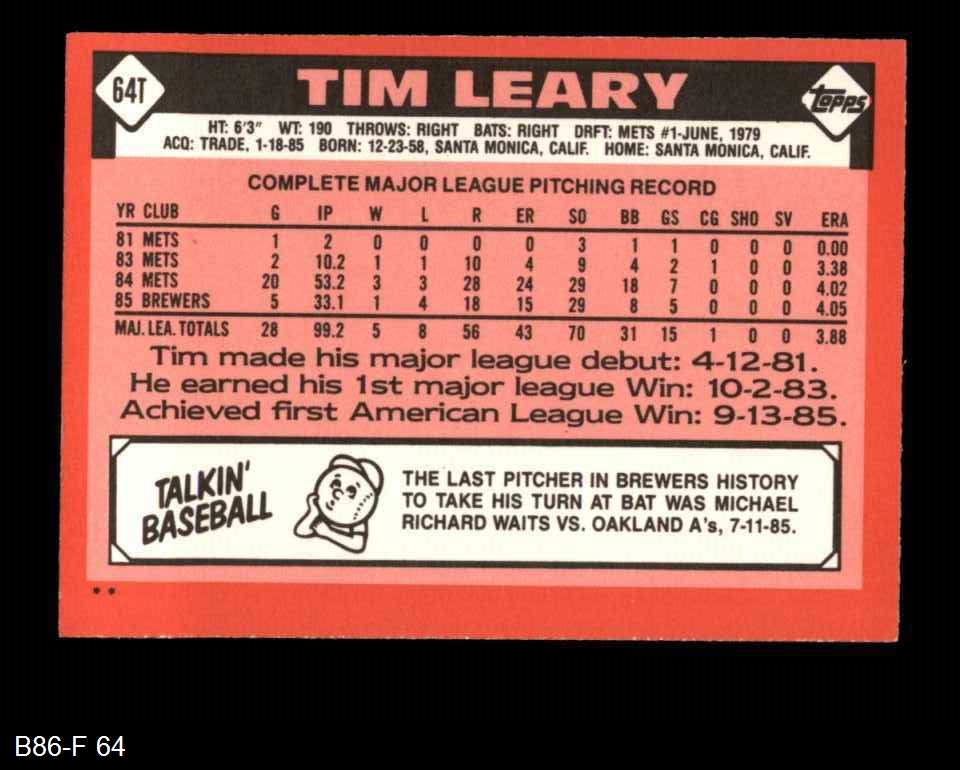 64T
TIM LEARY
Topps
HT: 6'3" WT: 190 THROWS: RIGHT BATS: RIGHT DRFT: METS #1-JUNE, 1979
ACQ: TRADE, 1-18-85 BORN: 12-23-58, SANTA MONICA, CALIF. HOME: SANTA MONICA, CALIF.
COMPLETE MAJOR LEAGUE PITCHING RECORD
YR CLUB G IP W L R ER SO BB GS CG SHO SV ERA
81 METS 1 2 0 0 0 0 3 1 1 0 0 0 0.00
83 METS 2 10.2 1 1 10 4 9 4 2 1 0 0 3.38
84 METS 20 53.2 3 3 28 24 29 18 7 0 0 0 4.02
85 BREWERS 5 33.1 1 4 18 15 29 8 5 0 0 0 4.05
MAJ. LEA. TOTALS 28 99.2 5 8 56 43 70 31 15 1 0 0 3.88
Tim made his major league debut: 4-12-81.
He earned his 1st major league Win: 10-2-83.
Achieved first American League Win: 9-13-85.
TALKIN'
BASEBALL
THE LAST PITCHER IN BREWERS HISTORY
TO TAKE HIS TURN AT BAT WAS MICHAEL
RICHARD WAITS VS. OAKLAND A's, 7-11-85.
B86-F 64